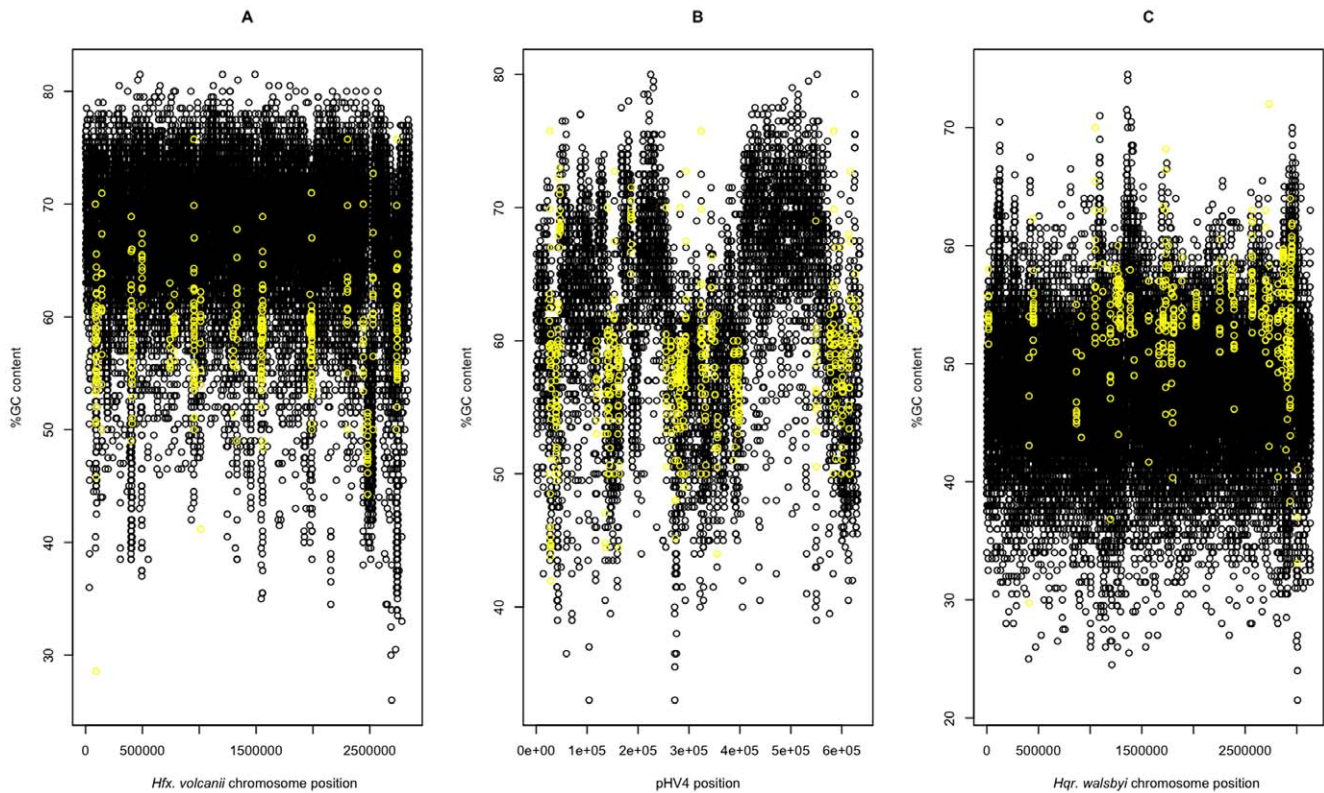 A
B
C
%GC content
80
70
60
50
40
30
0
500000
1500000
2500000
Hfx. volcanii chromosome position
%GC content
80
70
60
50
40
0e+00
1e+05
2e+05
3e+05
4e+05
5e+05
6e+05
pHV4 position
%GC content
70
60
50
40
30
20
0
500000
1500000
2500000
Hqr. walsbyi chromosome position